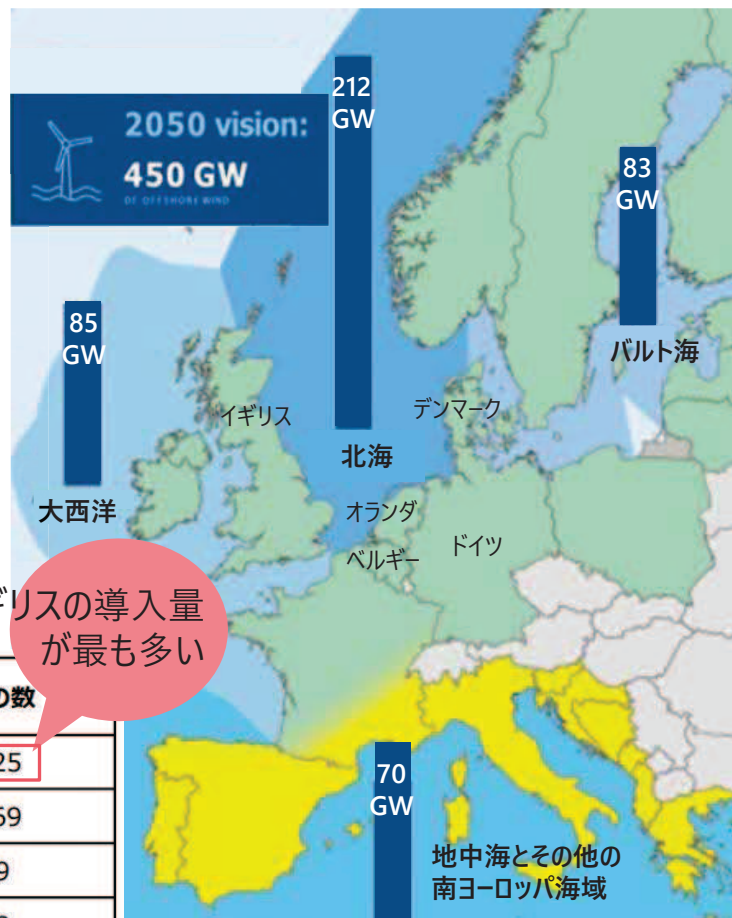 2050 vision:
450 GW
OF OFFSHORE WIND
212
GW
83
GW
85
GW
バルト海
イギリス
デンマーク
北海
大西洋
オランダ
ベルギー
ドイツ
リスの導入量
が最も多い
の数
25
69
9
70
GW
地中海とその他の
南ヨーロッパ海域